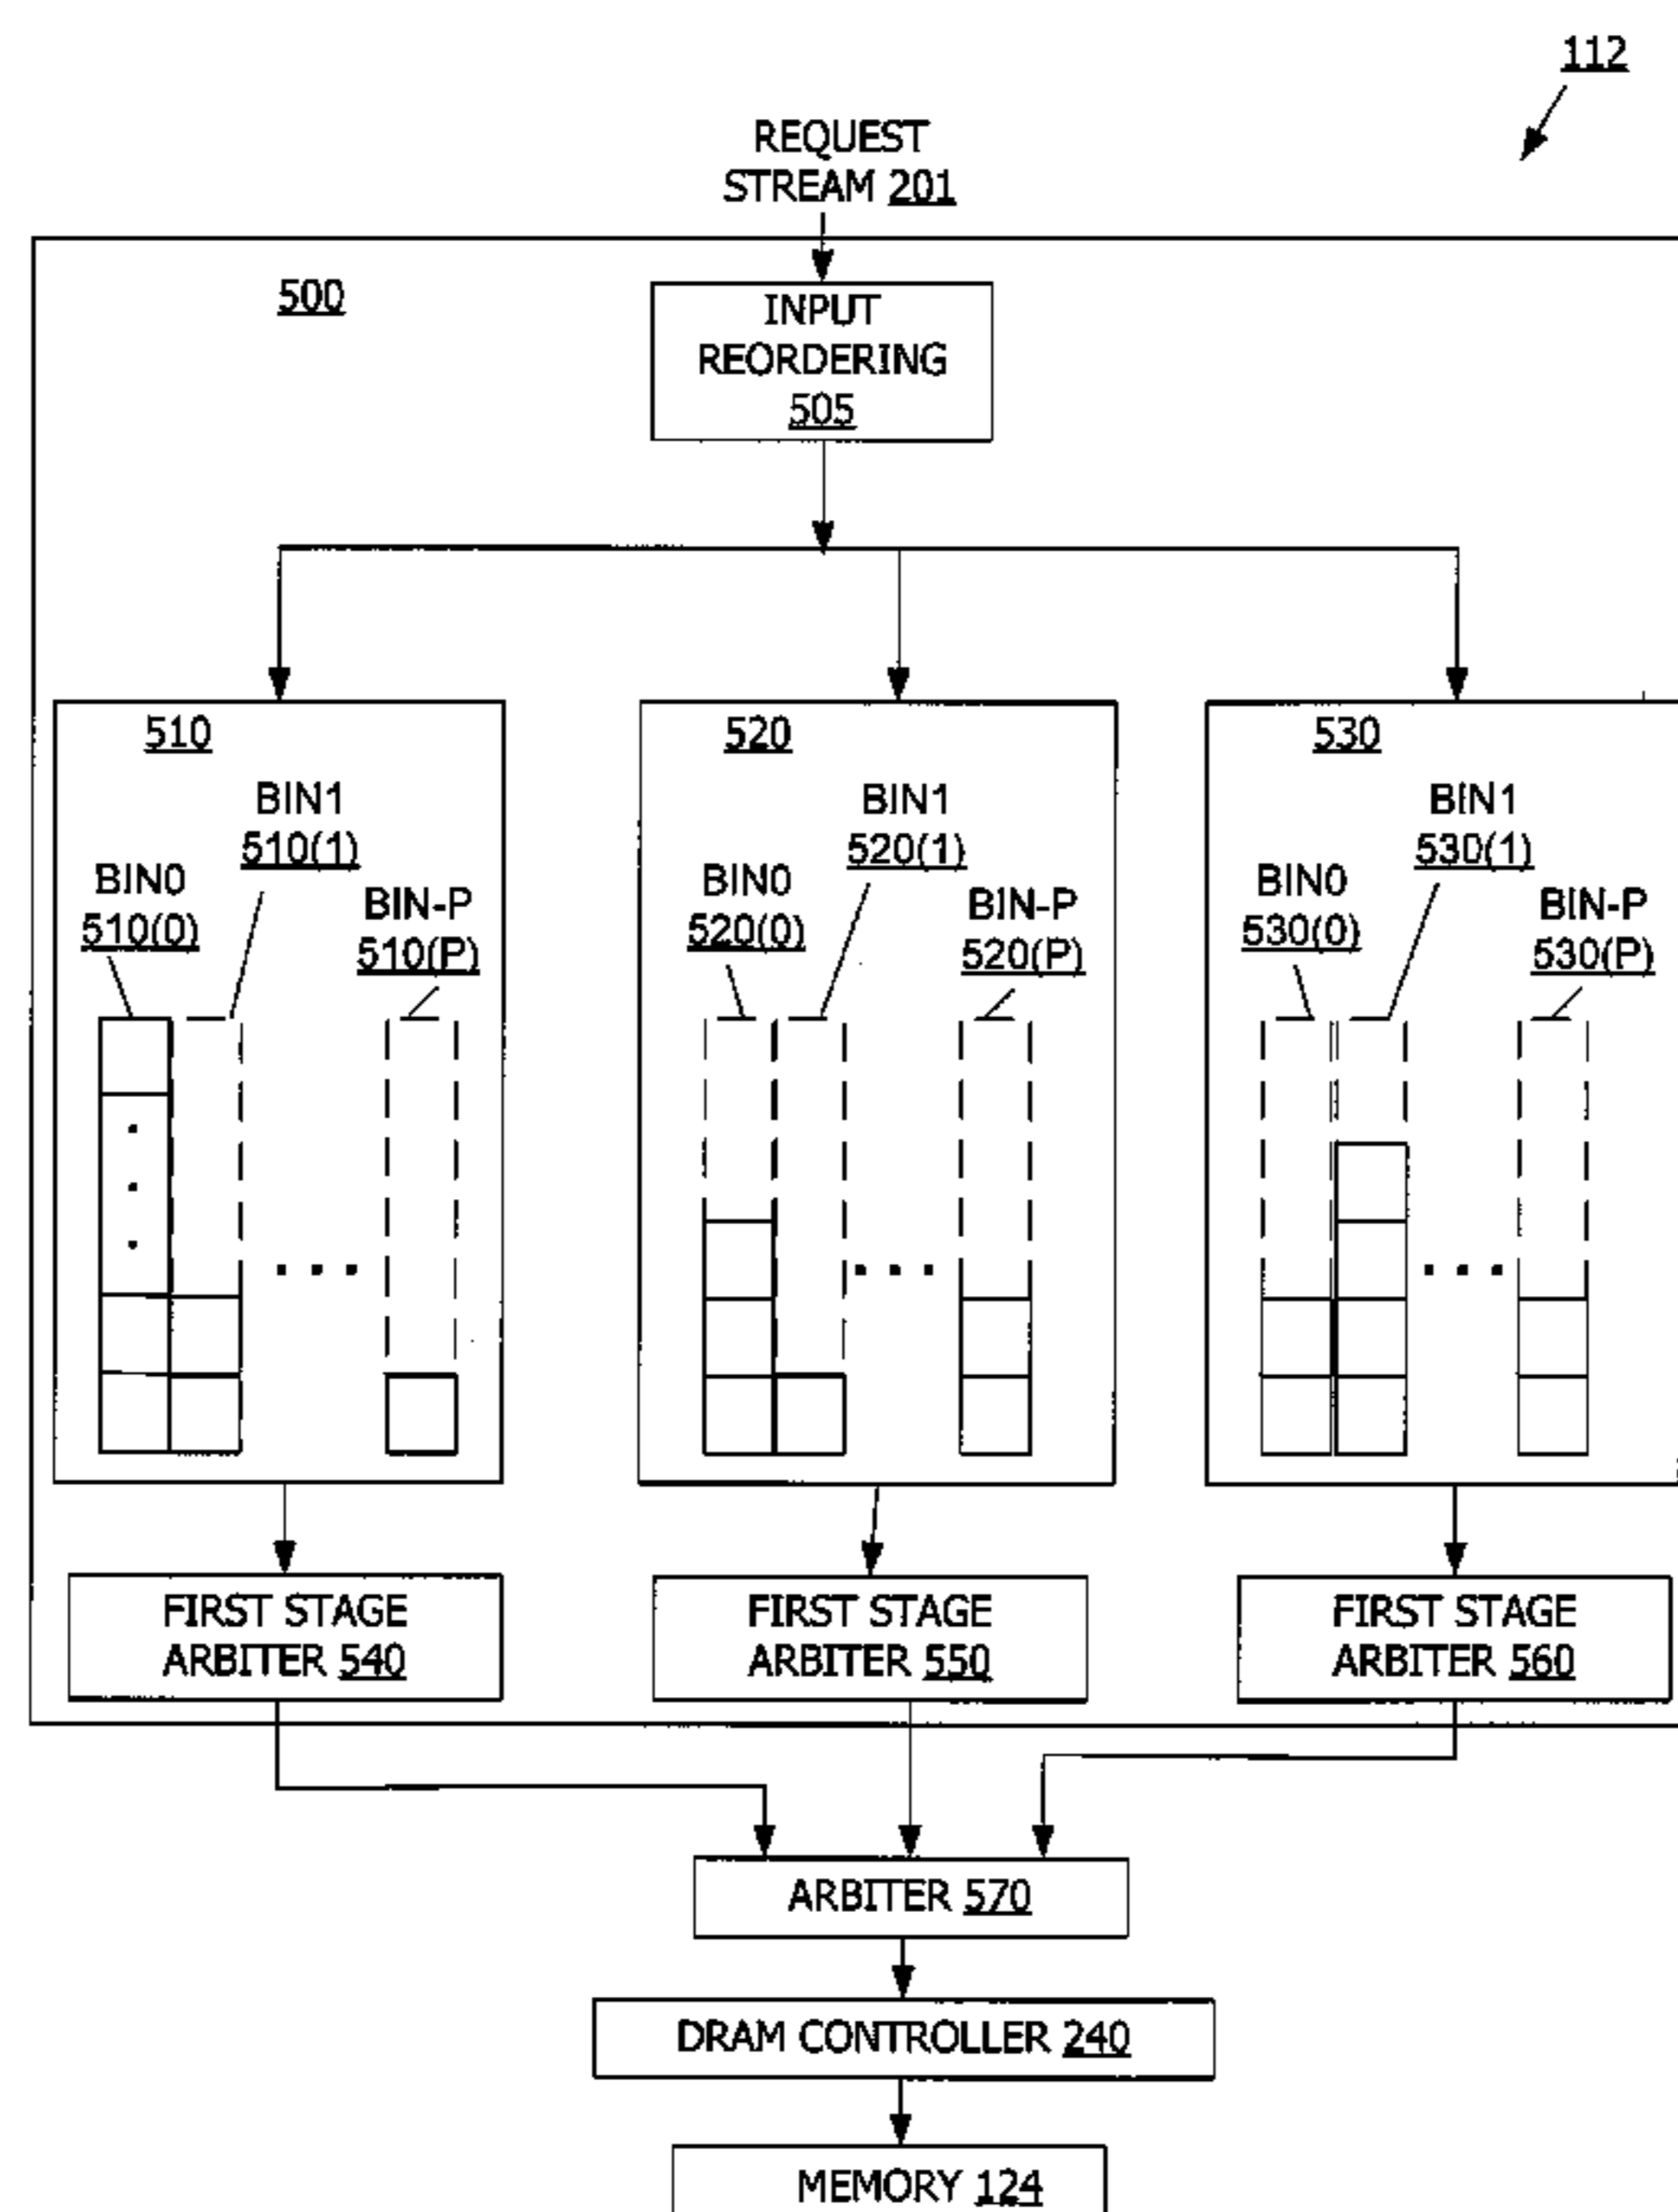 112
REQUEST
STREAM 201
500
INPUT
REORDERING
505
510
BIN1
510(1)
BIN0
510(0)
BIN-P
510(P)
520
BIN1
520(1)
BIN0
520(0)
BIN-P
520(P)
530
BIN1
530(1)
BIN0
530(0)
BIN-P
530(P)
FIRST STAGE
ARBITER 540
FIRST STAGE
ARBITER 550
FIRST STAGE
ARBITER 560
ARBITER 570
DRAM CONTROLLER 240
MEMORY 124